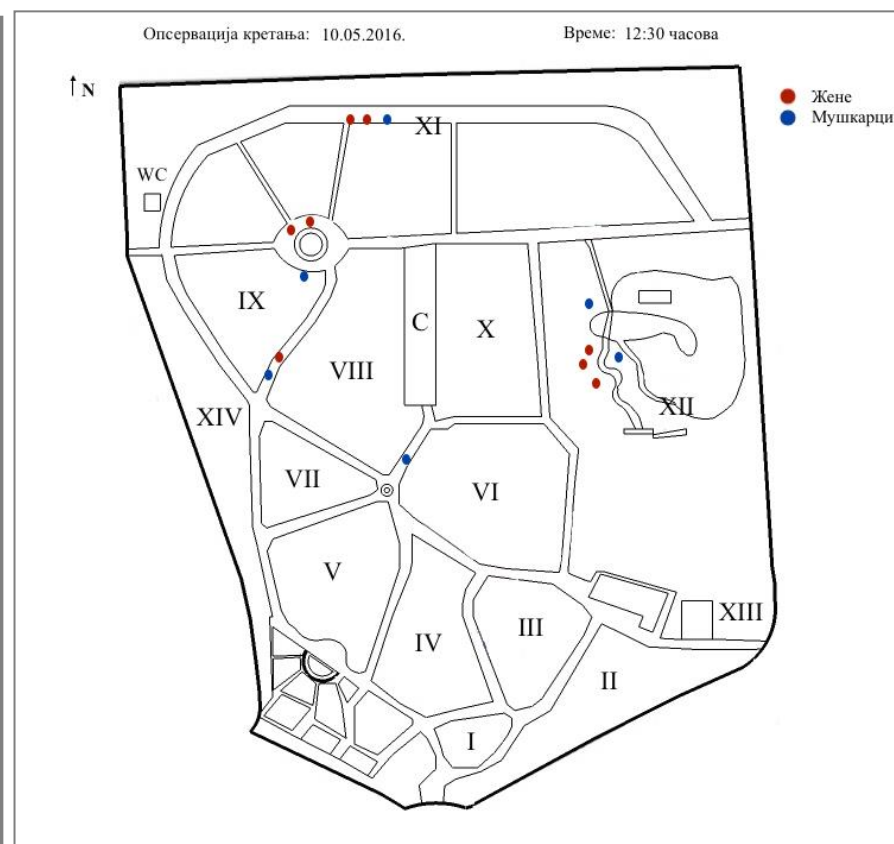 Опсервација кретања: 10.05.2016.
Време: 12:30 часова
N
Жене
Мушкарци
XI
WC
IX
C
X
VIII
XII
XIV
VII
VI
V
XIII
III
IV
II
I